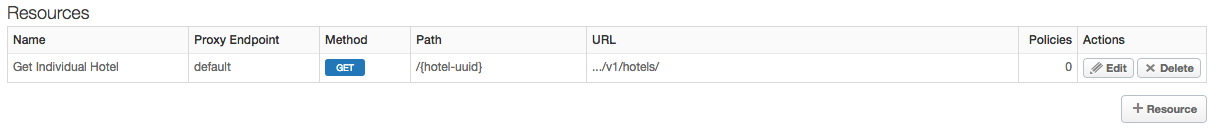 Resources
Name Proxy Endpoint Method Path URL Policies Actions
Get Individual Hotel default GET /{hotel-uuid} .../v1/hotels/ 0 Edit Delete
+ Resource